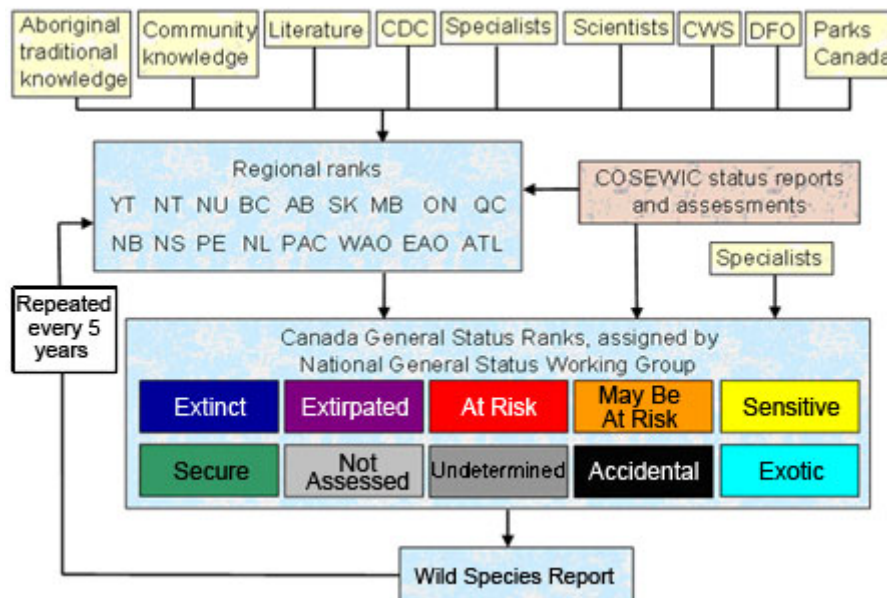 Aboriginal
traditional
knowledge
Community
knowledge
Literature
CDC
Specialists
Scientists
CWS
DFO
Parks
Canada
Regional ranks
YT NT NU BC AB SK MB ON QC
NB NS PE NL PAC WAO EAO ATL
COSEWIC status reports
and assessments
Specialists
Repeated
every 5
years
Canada General Status Ranks, assigned by
National General Status Working Group
Extinct
Extirpated
At Risk
May Be
At Risk
Sensitive
Secure
Not
Assessed
Undetermined
Accidental
Exotic
Wild Species Report